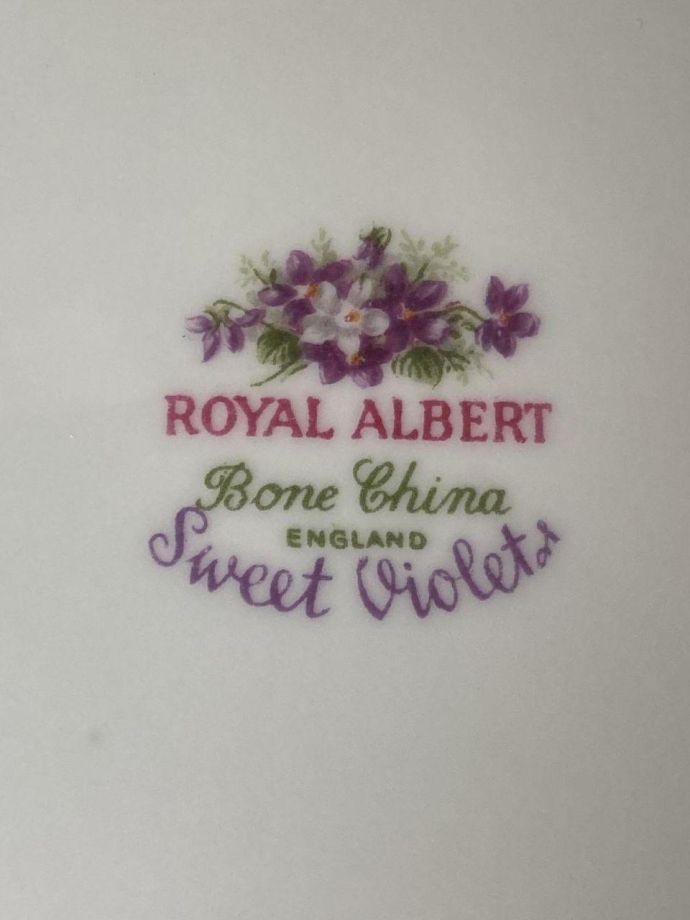 ROYAL ALBERT
Bone China
ENGLAND
Sweet Violets